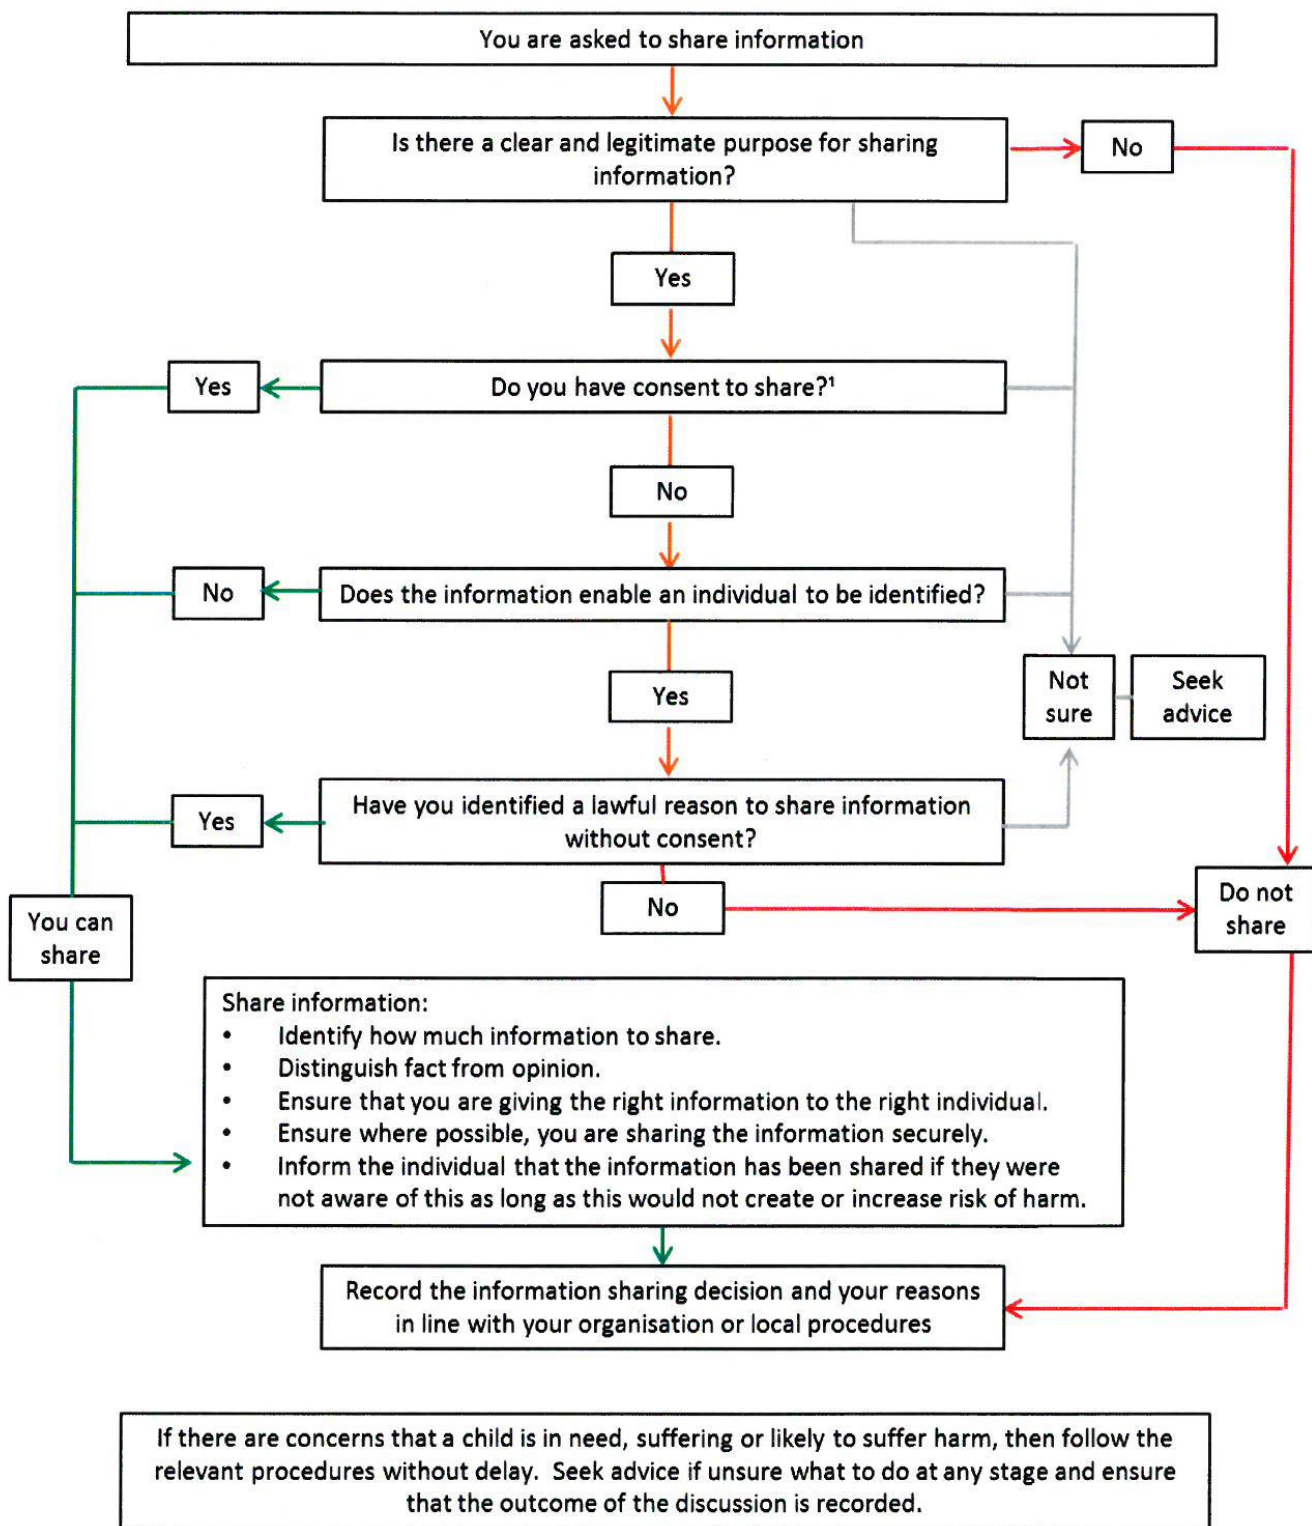 You are asked to share information
Is there a clear and legitimate purpose for sharing
information?
No
Yes
Yes
Do you have consent to share?¹
No
No
Does the information enable an individual to be identified?
Yes
Not
sure
Seek
advice
Yes
Have you identified a lawful reason to share information
without consent?
No
Do not
share
You can
share
Share information:
• Identify how much information to share.
• Distinguish fact from opinion.
• Ensure that you are giving the right information to the right individual.
• Ensure where possible, you are sharing the information securely.
• Inform the individual that the information has been shared if they were
not aware of this as long as this would not create or increase risk of harm.
Record the information sharing decision and your reasons
in line with your organisation or local procedures
If there are concerns that a child is in need, suffering or likely to suffer harm, then follow the
relevant procedures without delay. Seek advice if unsure what to do at any stage and ensure
that the outcome of the discussion is recorded.